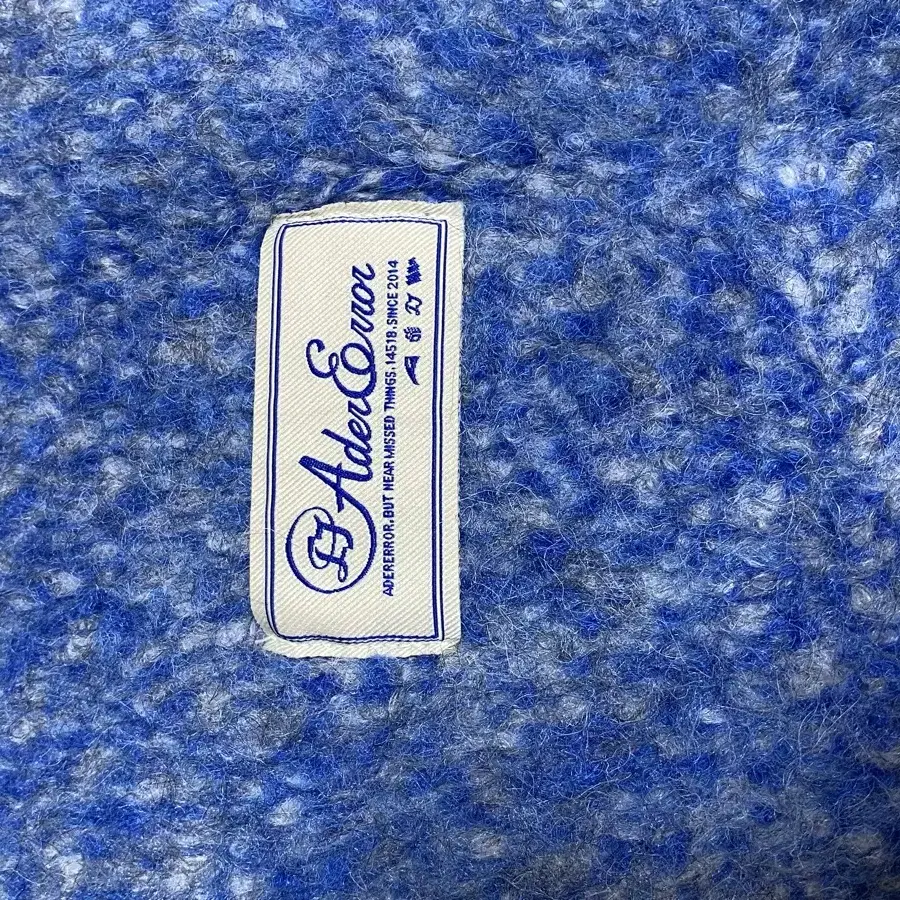 AderError
ADERERROR. BUT NEAR MISSED THINGS. 14518. SINCE 2014